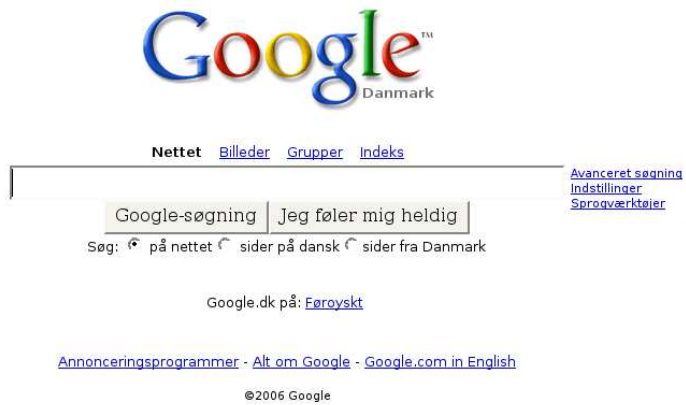 Google™
Danmark
Nettet Billeder Grupper Indeks
Avanceret søgning
Indstillinger
Sprogværktøjer
Google-søgning Jeg føler mig heldig
Søg: på nettet sider på dansk sider fra Danmark
Google.dk på: Føroyskt
Annonceringsprogrammer - Alt om Google - Google.com in English
©2006 Google